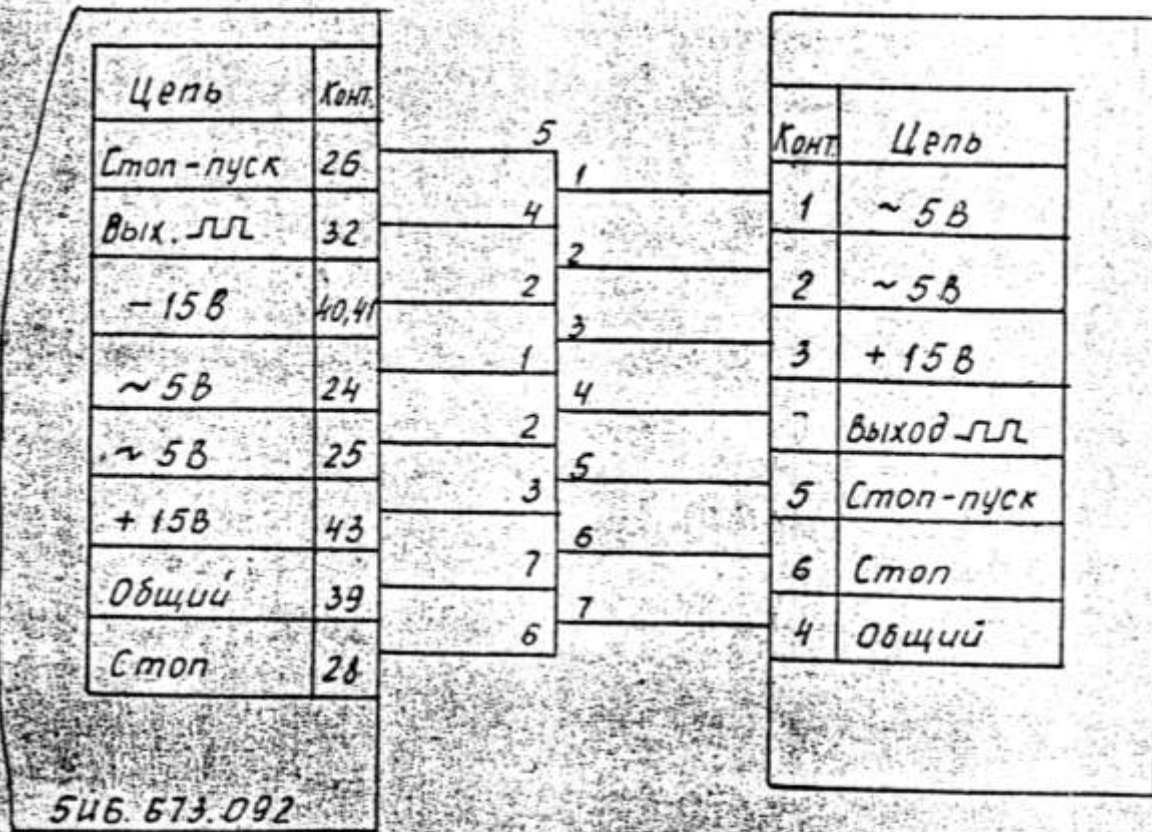 Цепь Конт.
Стоп-пуск 26
Вых. 32
-15В 40,41
~5В 24
~5В 25
+15В 43
Общий 39
Стоп 28
5И6.673.092
5
4
2
1
2
3
7
6
1
2
3
4
5
6
7
Конт Цепь
1 ~5В
2 ~5В
3 +15В
Выход
5 Стоп-пуск
6 Стоп
4 Общий